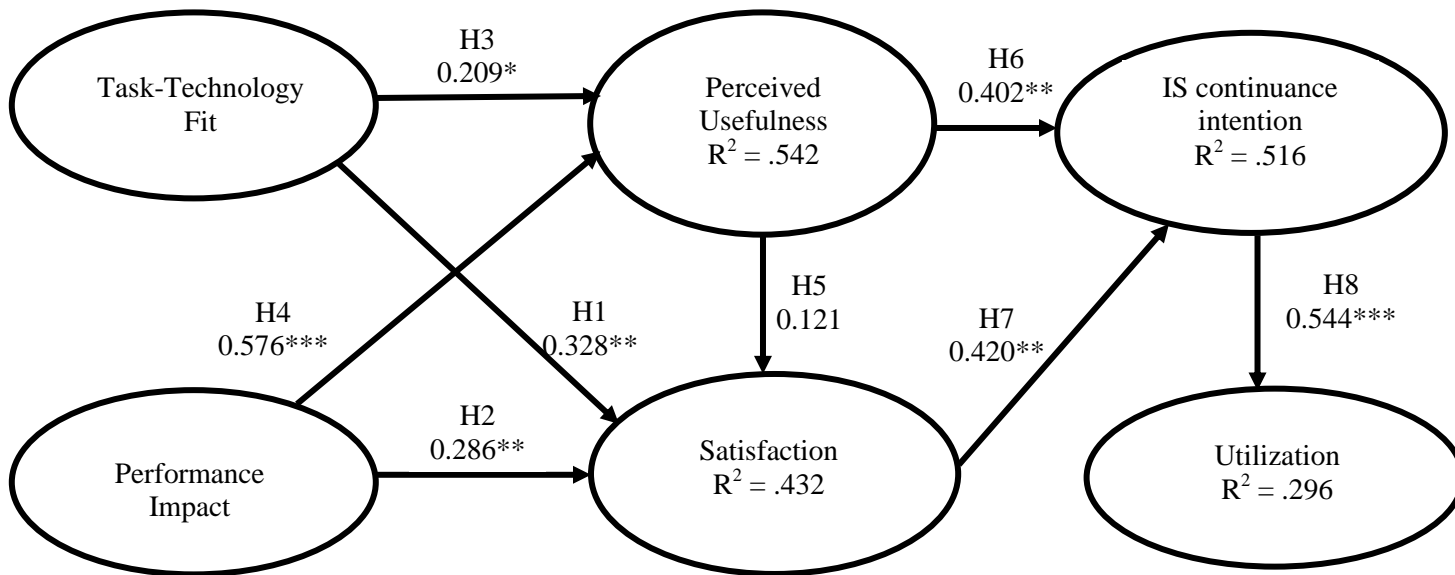 H3
0.209*
Task-Technology
Fit
Perceived
Usefulness
R² = .542
H6
0.402**
IS continuance
intention
R² = .516
H4
0.576***
H1
0.328**
H5
0.121
H7
0.420**
H8
0.544***
H2
0.286**
Performance
Impact
Satisfaction
R² = .432
Utilization
R² = .296